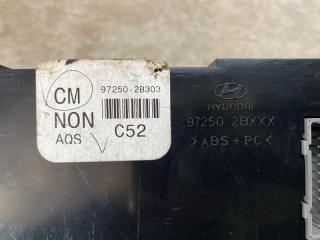 CM
97250-2B303
NON
AQS
C52
HYUNDAI
97250 2BXXX
>ABS + PC<